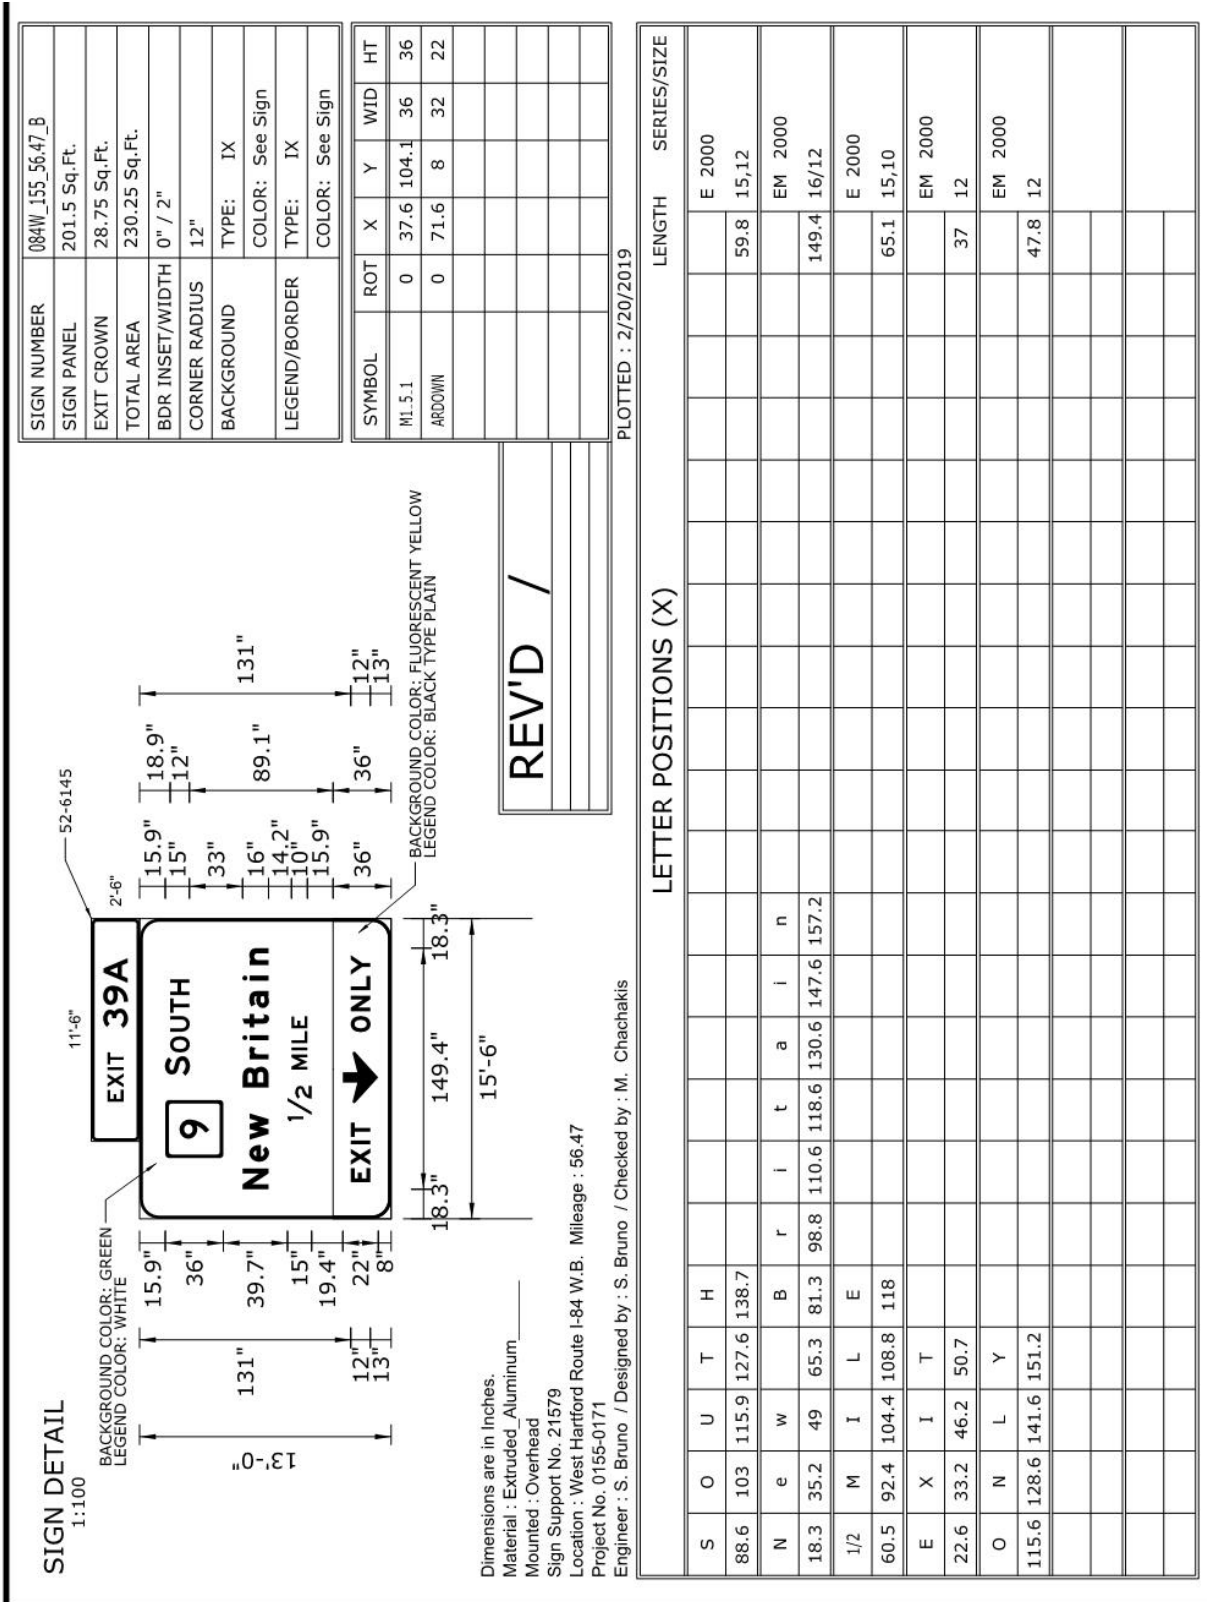 SIGN DETAIL
1:100
BACKGROUND COLOR: GREEN
LEGEND COLOR: WHITE
11'-6"
2'-6"
52-6145
EXIT 39A
9 SOUTH
New Britain
1/2 MILE
EXIT ONLY
13'-0"
131"
12"
13"
15.9"
36"
39.7"
15"
19.4"
22"
8"
15.9"
15"
33"
16"
14.2"
10"
15.9"
36"
18.9"
12"
89.1"
36"
131"
12"
13"
18.3" 149.4" 18.3"
15'-6"
BACKGROUND COLOR: FLUORESCENT YELLOW
LEGEND COLOR: BLACK TYPE PLAIN
Dimensions are in Inches.
Material : Extruded_Aluminum
Mounted : Overhead
Sign Support No. 21579
Location : West Hartford Route I-84 W.B. Mileage : 56.47
Project No. 0155-0171
Engineer : S. Bruno / Designed by : S. Bruno / Checked by : M. Chachakis
REV'D /
SIGN NUMBER 084W_155_56.47_B
SIGN PANEL 201.5 Sq.Ft.
EXIT CROWN 28.75 Sq.Ft.
TOTAL AREA 230.25 Sq.Ft.
BDR INSET/WIDTH 0" / 2"
CORNER RADIUS 12"
BACKGROUND TYPE: IX
COLOR: See Sign
LEGEND/BORDER TYPE: IX
COLOR: See Sign
SYMBOL ROT X Y WID HT
M1.5.1 0 37.6 104.1 36 36
ARDOWN 0 71.6 8 32 22
PLOTTED : 2/20/2019
LETTER POSITIONS (X) LENGTH SERIES/SIZE
S O U T H E 2000
88.6 103 115.9 127.6 138.7 59.8 15,12
N e w B r i t a i n EM 2000
18.3 35.2 49 65.3 81.3 98.8 110.6 118.6 130.6 147.6 157.2 149.4 16/12
1/2 M I L E E 2000
60.5 92.4 104.4 108.8 118 65.1 15,10
E X I T EM 2000
22.6 33.2 46.2 50.7 37 12
O N L Y EM 2000
115.6 128.6 141.6 151.2 47.8 12